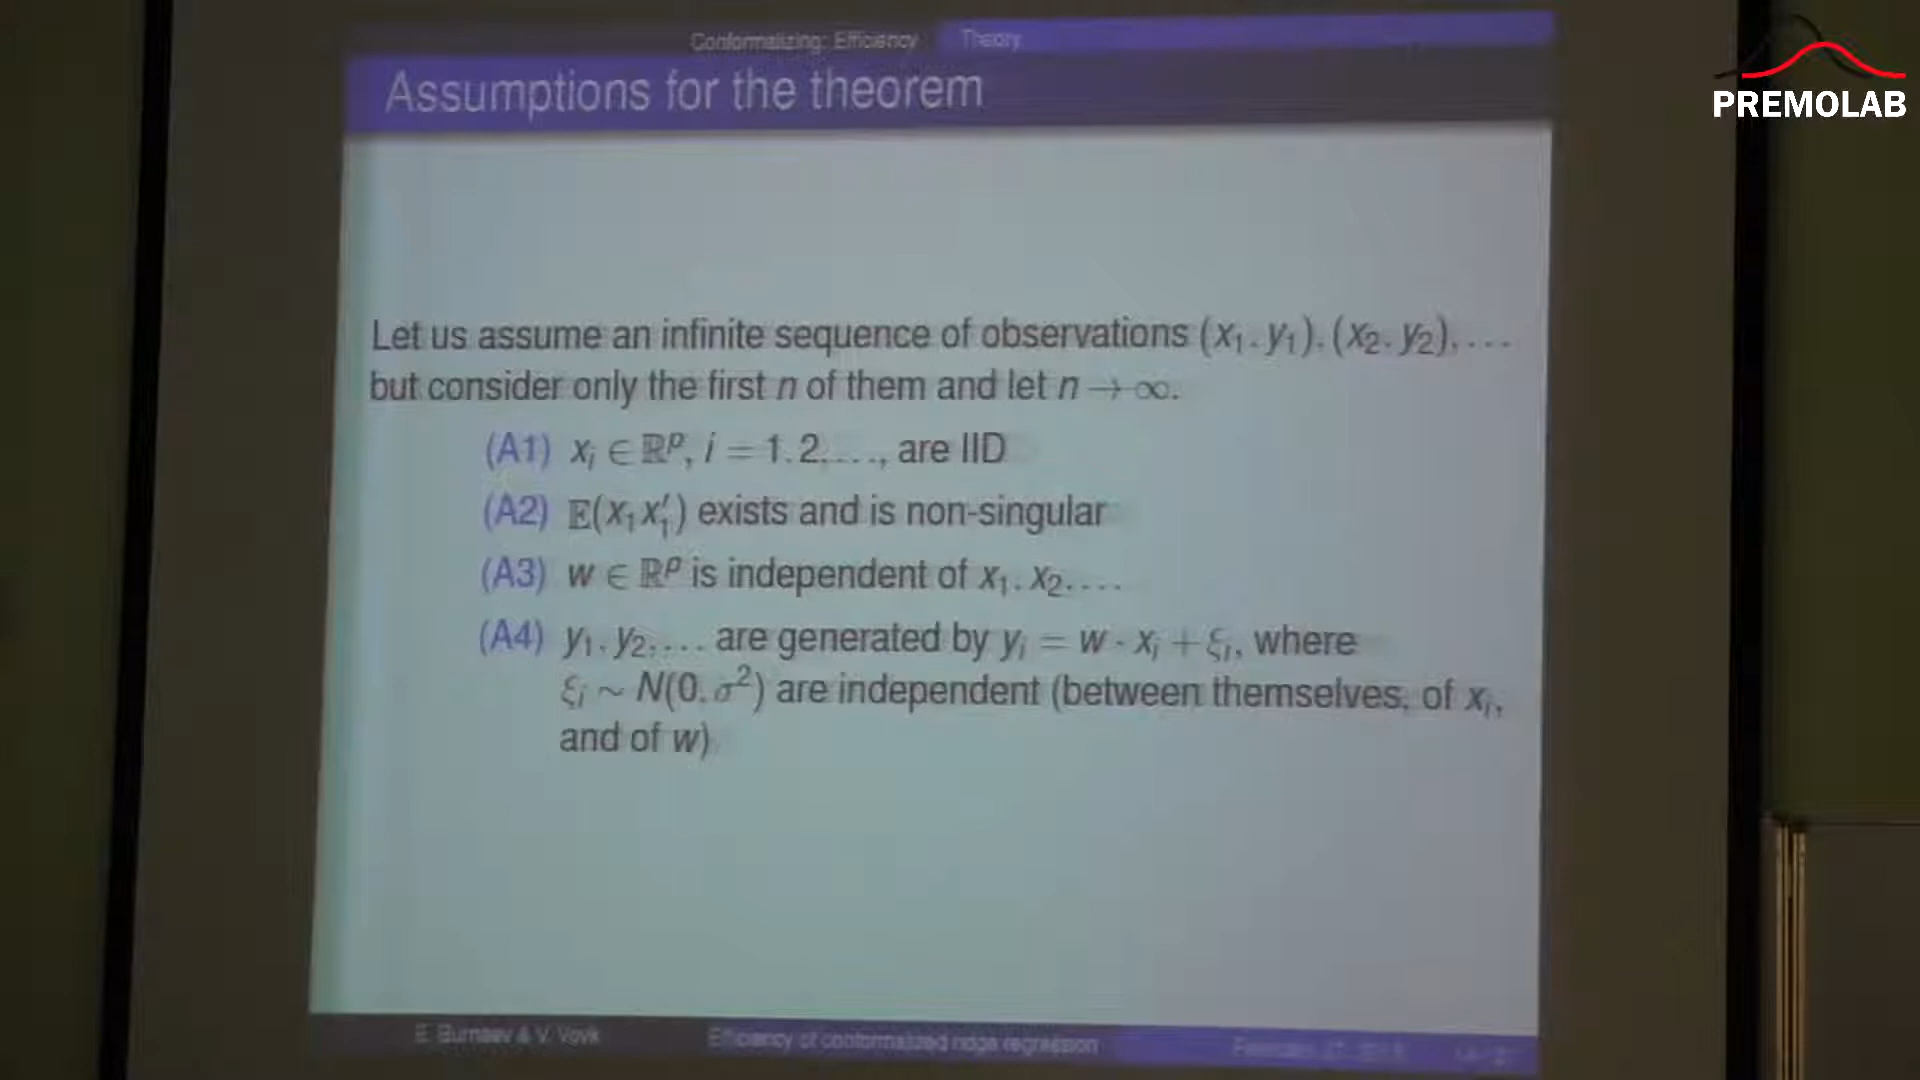 Conformalizing: Efficiency Theory
Assumptions for the theorem
PREMOLAB
Let us assume an infinite sequence of observations (x₁, y₁), (x₂, y₂), ...
but consider only the first n of them and let n → ∞.
(A1) xᵢ ∈ ℝᵖ, i = 1, 2, ..., are IID
(A2) 𝔼(x₁x₁′) exists and is non-singular
(A3) w ∈ ℝᵖ is independent of x₁, x₂, ...
(A4) y₁, y₂, ... are generated by yᵢ = w · xᵢ + ξᵢ, where
ξᵢ ~ N(0, σ²) are independent (between themselves, of xᵢ,
and of w)
E. Burnaev & V. Vovk Efficiency of conformalized ridge regression